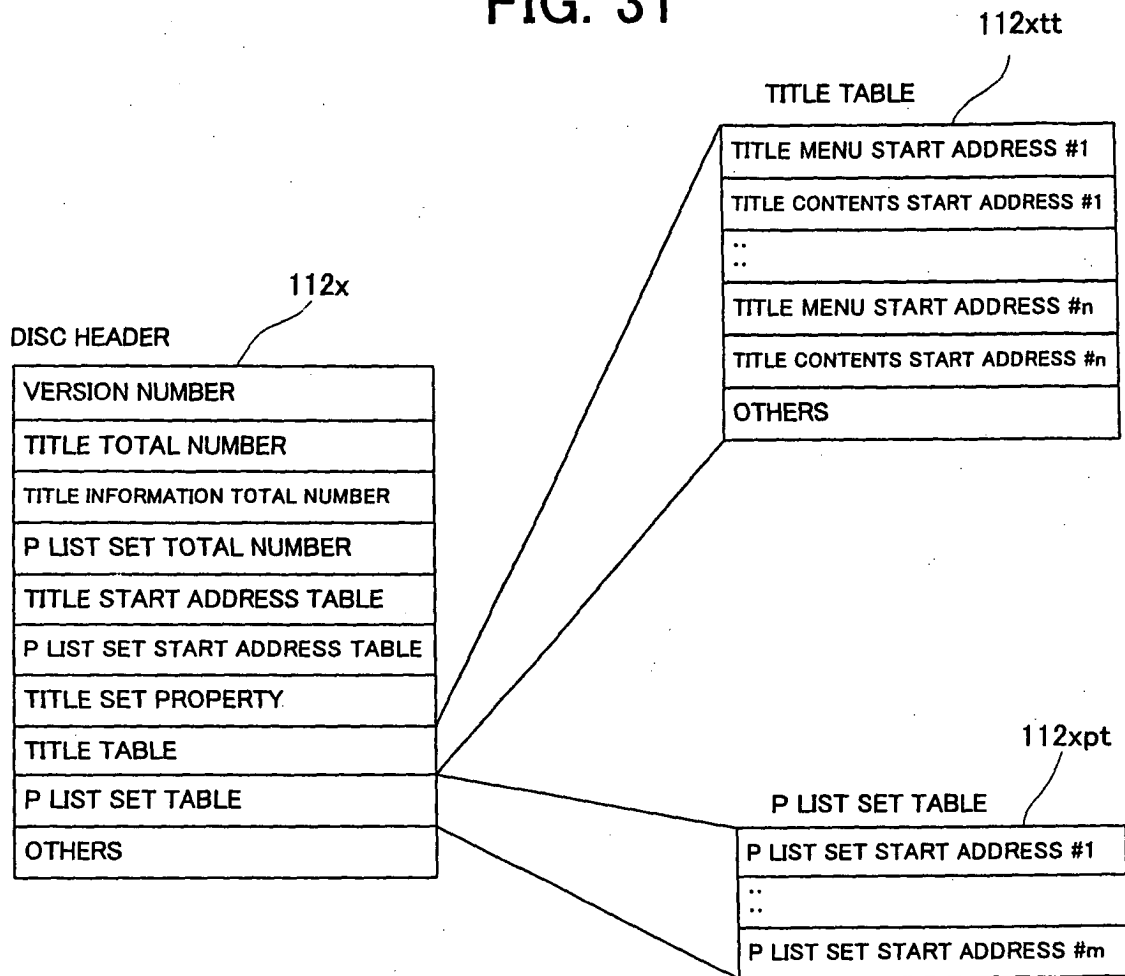 FIG. 31
112xtt
TITLE TABLE
TITLE MENU START ADDRESS #1
TITLE CONTENTS START ADDRESS #1
:
:
TITLE MENU START ADDRESS #n
TITLE CONTENTS START ADDRESS #n
OTHERS
112x
DISC HEADER
VERSION NUMBER
TITLE TOTAL NUMBER
TITLE INFORMATION TOTAL NUMBER
P LIST SET TOTAL NUMBER
TITLE START ADDRESS TABLE
P LIST SET START ADDRESS TABLE
TITLE SET PROPERTY
TITLE TABLE
P LIST SET TABLE
OTHERS
112xpt
P LIST SET TABLE
P LIST SET START ADDRESS #1
:
:
P LIST SET START ADDRESS #m